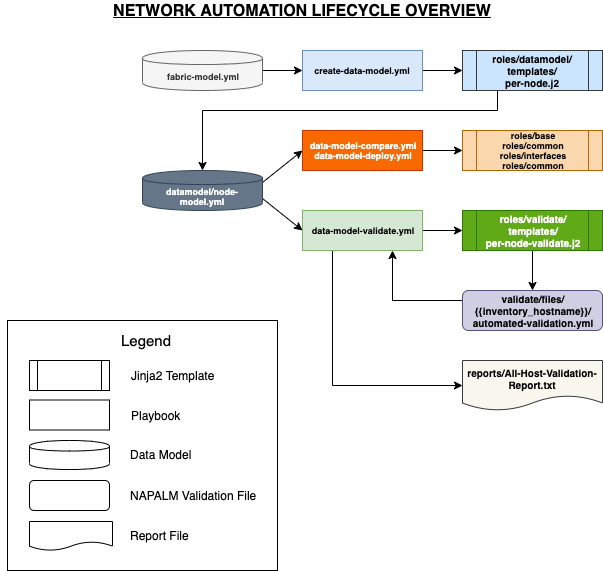 NETWORK AUTOMATION LIFECYCLE OVERVIEW
fabric-model.yml
create-data-model.yml
roles/datamodel/
templates/
per-node.j2
datamodel/node-
model.yml
data-model-compare.yml
data-model-deploy.yml
roles/base
roles/common
roles/interfaces
roles/common
data-model-validate.yml
roles/validate/
templates/
per-node-validate.j2
validate/files/
{{inventory_hostname}}/
automated-validation.yml
reports/All-Host-Validation-
Report.txt
Legend
Jinja2 Template
Playbook
Data Model
NAPALM Validation File
Report File